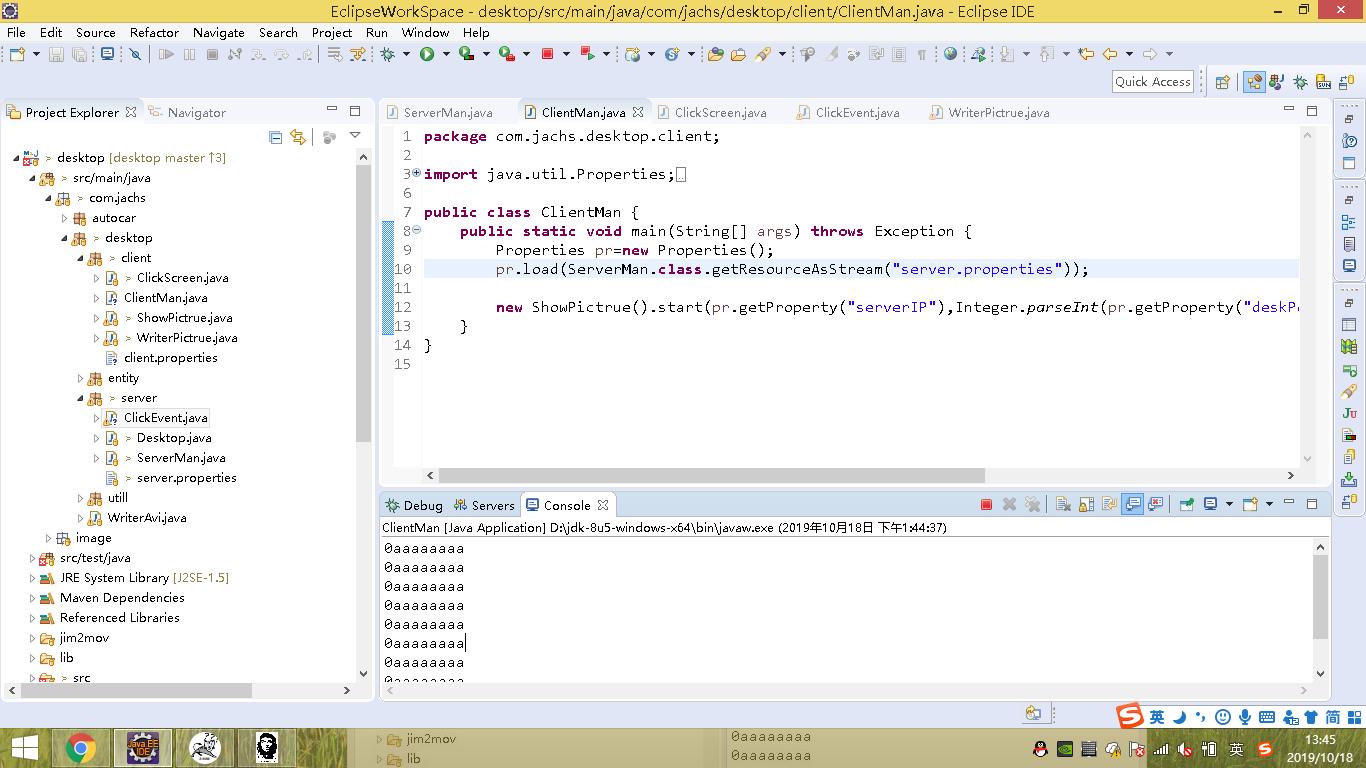 EclipseWorkSpace - desktop/src/main/java/com/jachs/desktop/client/ClientMan.java - Eclipse IDE
File Edit Source Refactor Navigate Search Project Run Window Help
Quick Access
Project Explorer Navigator
> desktop [desktop master ↑3]
> src/main/java
> com.jachs
autocar
> desktop
> client
> ClickScreen.java
> ClientMan.java
> ShowPictrue.java
> WriterPictrue.java
client.properties
entity
> server
ClickEvent.java
> Desktop.java
> ServerMan.java
> server.properties
utill
WriterAvi.java
image
src/test/java
JRE System Library [J2SE-1.5]
Maven Dependencies
Referenced Libraries
jim2mov
lib
> src
ServerMan.java ClientMan.java ClickScreen.java ClickEvent.java WriterPictrue.java
1 package com.jachs.desktop.client;
2
3 import java.util.Properties;
6
7 public class ClientMan {
8 public static void main(String[] args) throws Exception {
9 Properties pr=new Properties();
10 pr.load(ServerMan.class.getResourceAsStream("server.properties"));
11
12 new ShowPictrue().start(pr.getProperty("serverIP"),Integer.parseInt(pr.getProperty("deskP
13 }
14 }
15
Debug Servers Console
ClientMan [Java Application] D:\jdk-8u5-windows-x64\bin\javaw.exe (2019年10月18日 下午1:44:37)
0aaaaaaaa
0aaaaaaaa
0aaaaaaaa
0aaaaaaaa
0aaaaaaaa
0aaaaaaaa
0aaaaaaaa
0aaaaaaaa
英 简
jim2mov
lib
0aaaaaaaa
0aaaaaaaa
Java EE
IDE
英
13:45
2019/10/18